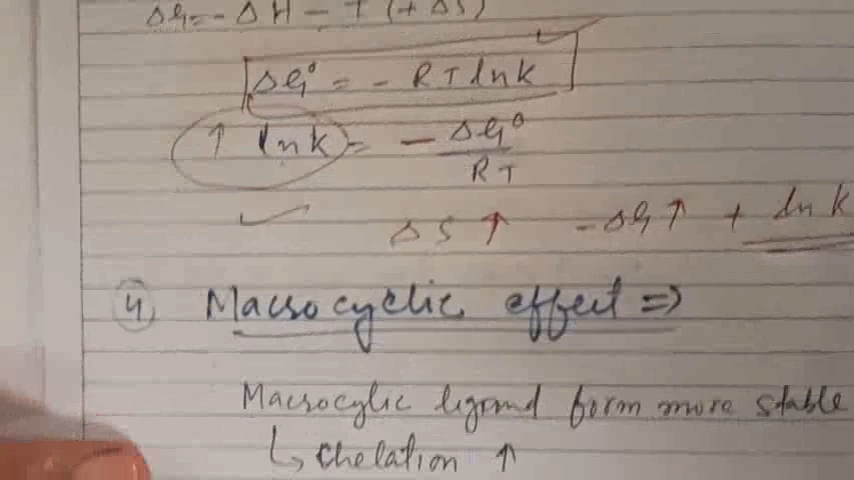 ΔG = - ΔH - T (+ ΔS)
ΔG° = - RT lnK
↑ lnK = - ΔG° / RT
ΔS ↑ -ΔG ↑ + lnK
4) Macrocyclic effect =>
Macrocylic ligand form more stable
↳ Chelation ↑